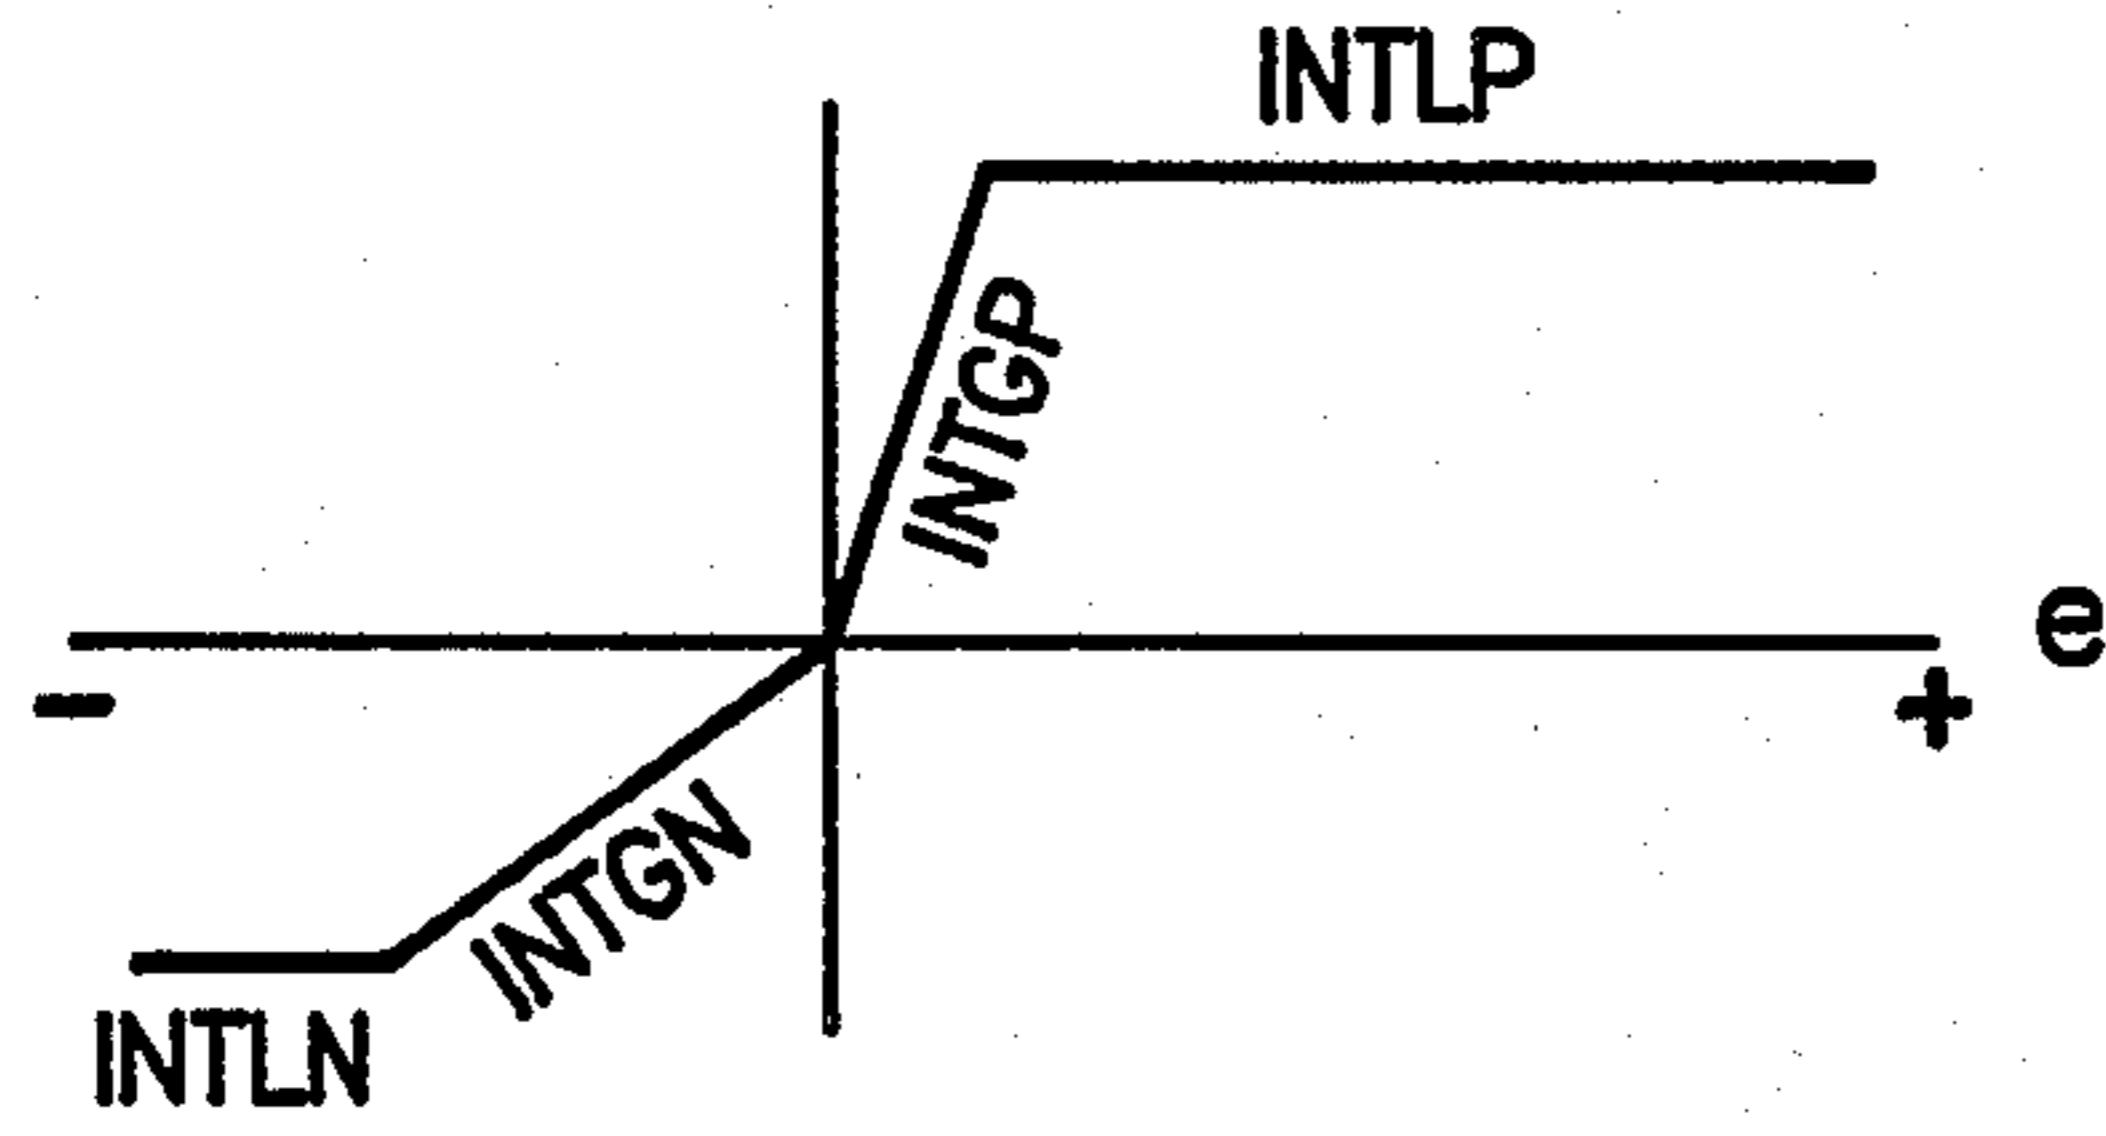 INTLP
INTGP
e
-
+
INTGN
INTLN